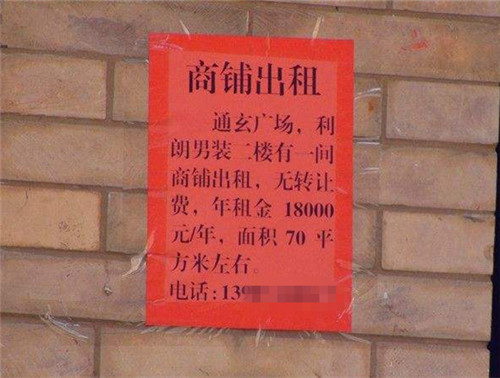 商铺出租
通玄广场，利
朗男装二楼有一间
商铺出租，无转让
费，年租金 18000
元/年，面积 70 平
方米左右。
电话:139